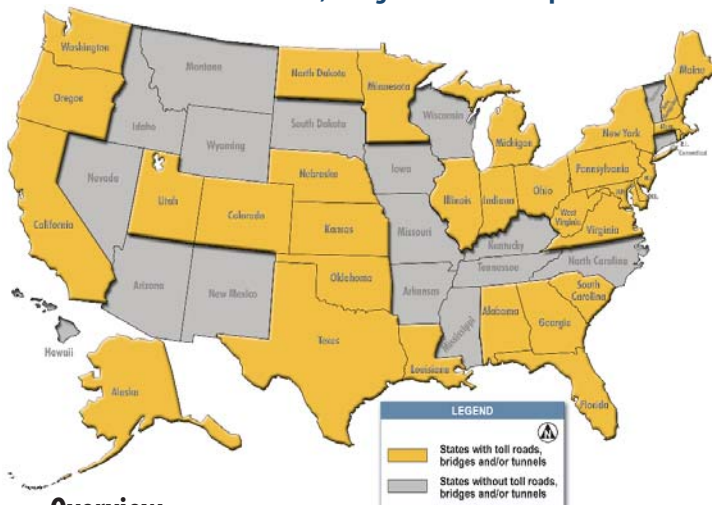 Washington
Montana
North Dakota
Minnesota
Maine
Oregon
Idaho
Wyoming
South Dakota
Wisconsin
Michigan
New York
Nevada
Utah
Colorado
Nebraska
Iowa
Illinois
Indiana
Ohio
Pennsylvania
R.I.
Connecticut
California
Kansas
Missouri
Kentucky
West
Virginia
Virginia
Arizona
New Mexico
Oklahoma
Arkansas
Tennessee
North Carolina
South
Carolina
Hawaii
Texas
Louisiana
Mississippi
Alabama
Georgia
Florida
Alaska
LEGEND
N
States with toll roads,
bridges and/or tunnels
States without toll roads,
bridges and/or tunnels